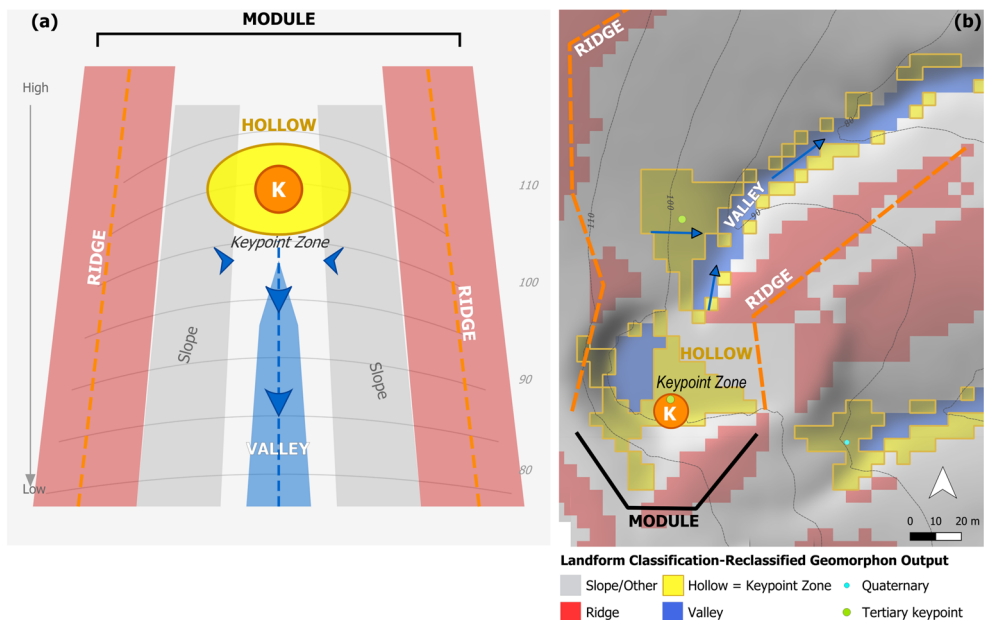 (a)
MODULE
High
HOLLOW
K
110
Keypoint Zone
RIDGE
RIDGE
100
Slope
Slope
90
VALLEY
80
Low
(b)
RIDGE
80
100
VALLEY
90
110
RIDGE
HOLLOW
Keypoint Zone
K
MODULE
0 10 20 m
Landform Classification-Reclassified Geomorphon Output
Slope/Other
Hollow = Keypoint Zone
Quaternary
Ridge
Valley
Tertiary keypoint